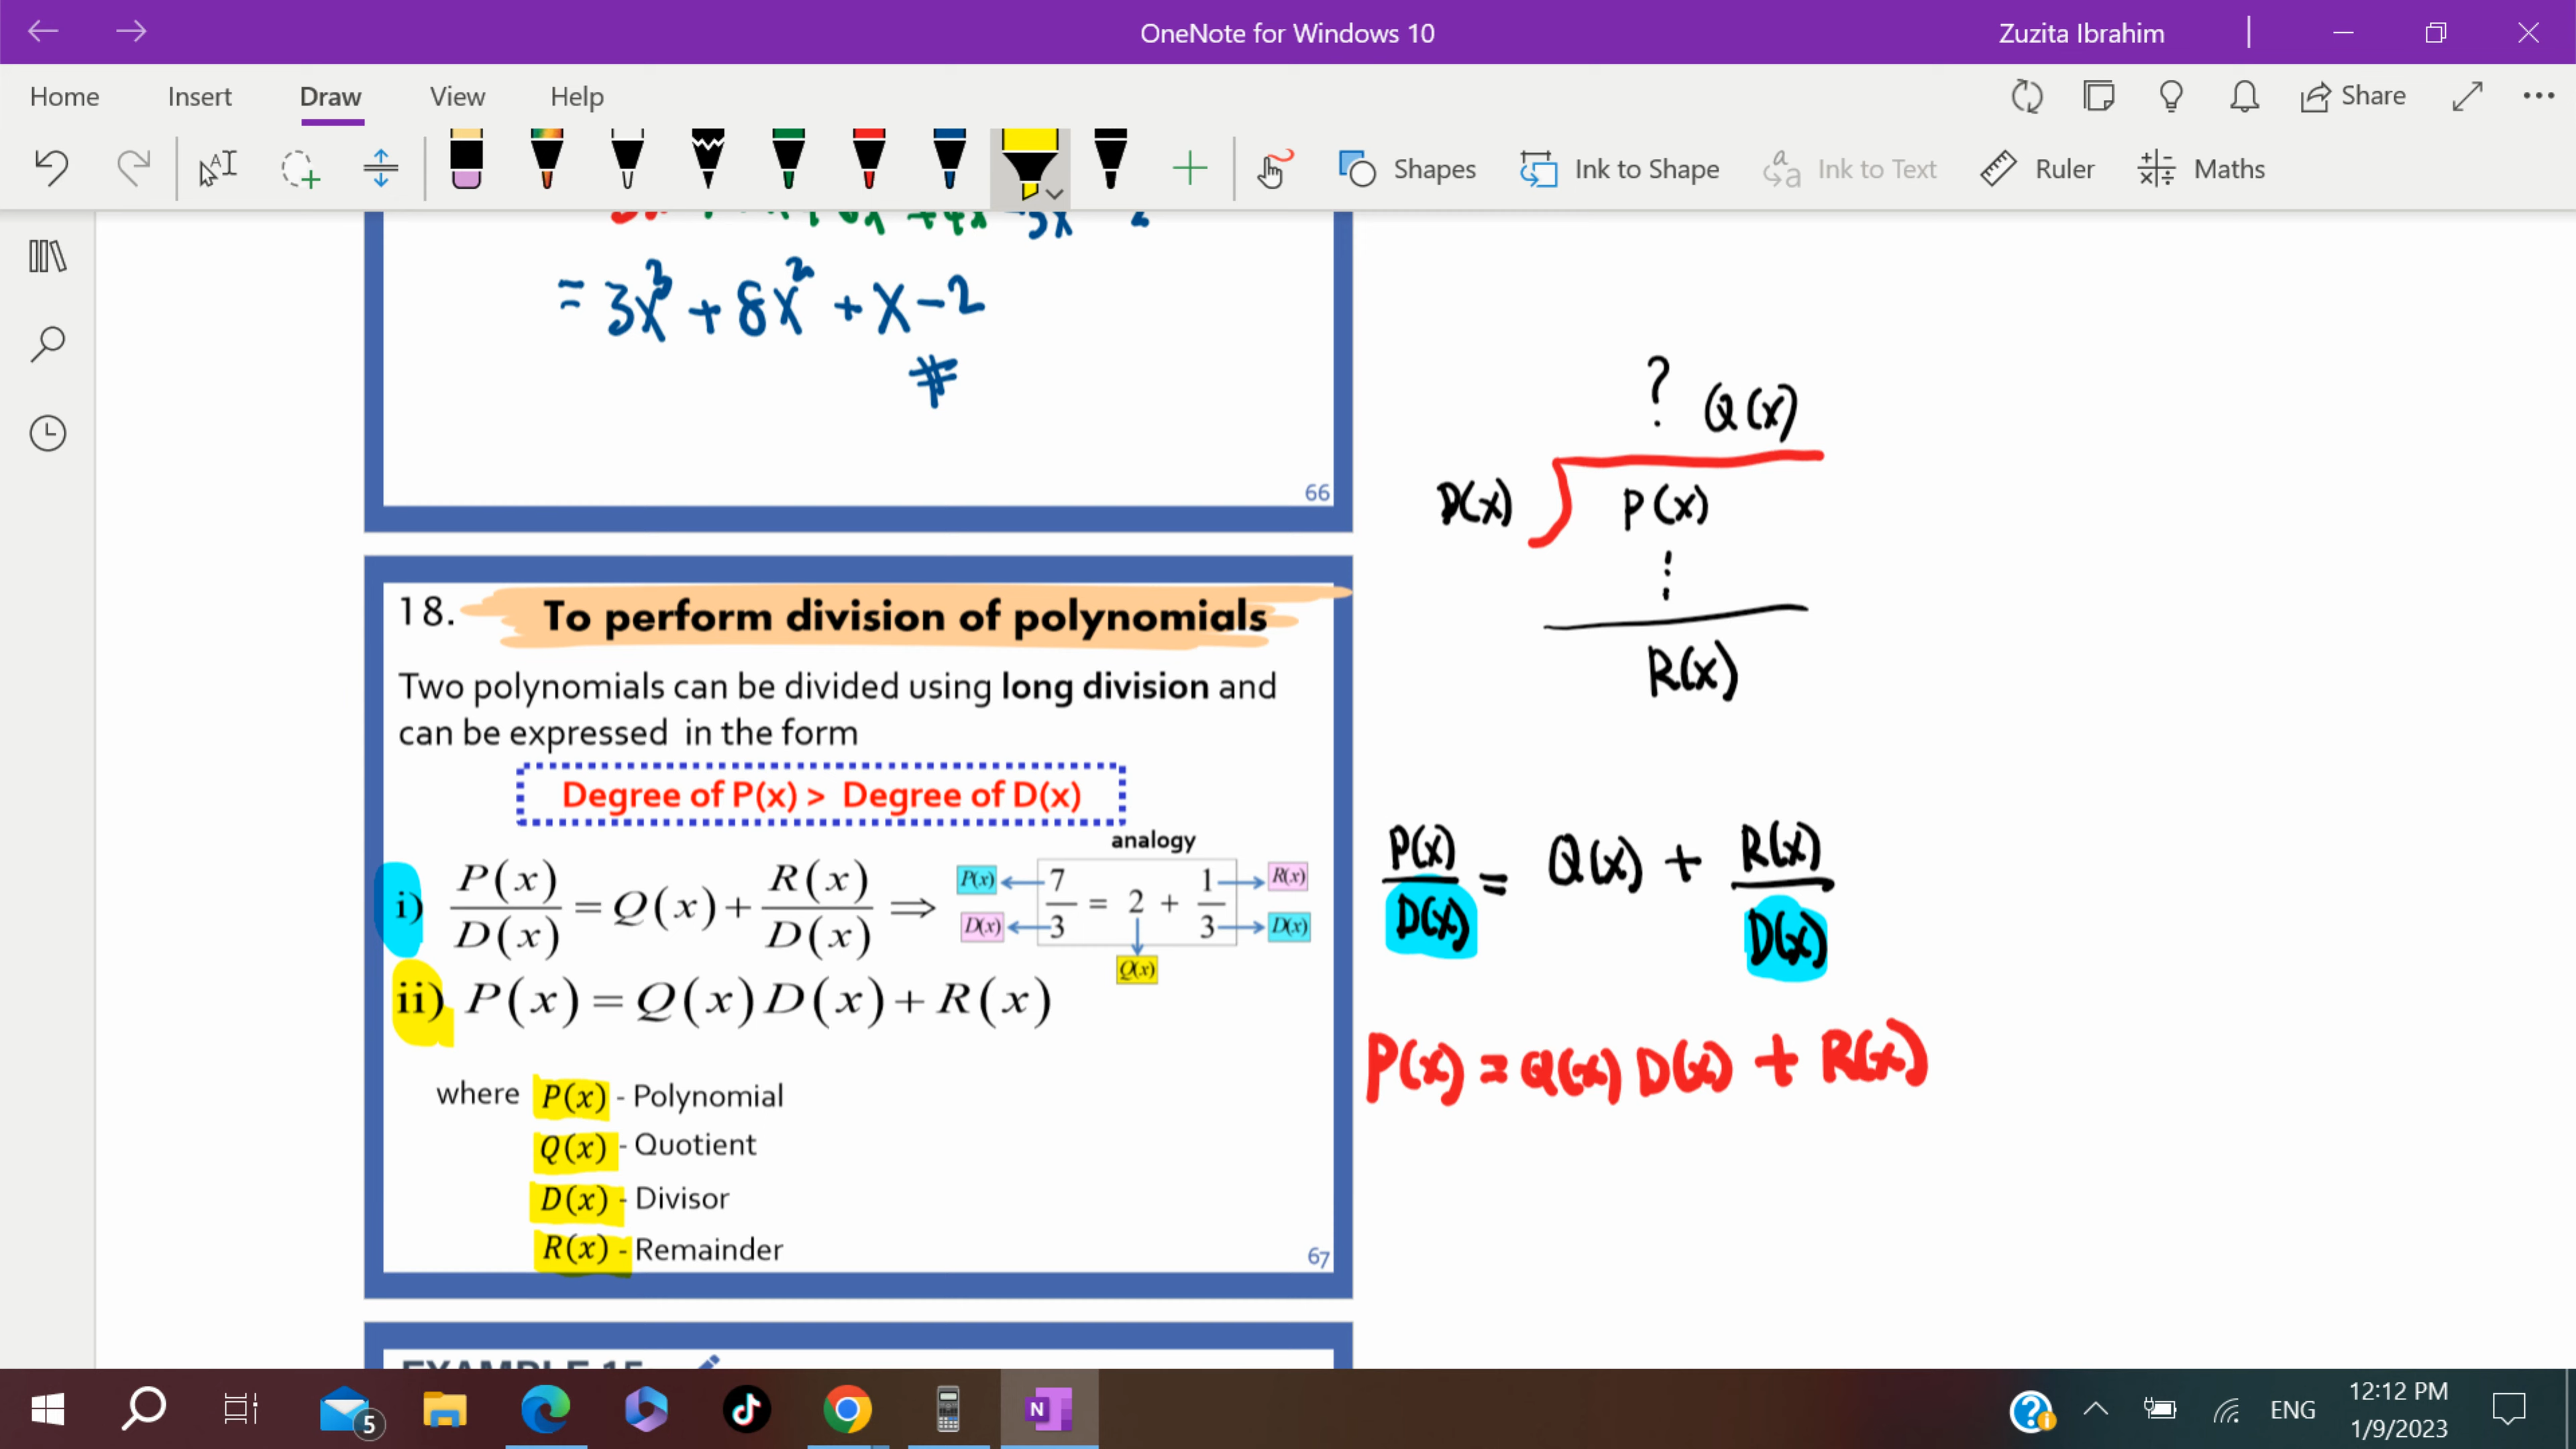 OneNote for Windows 10
Zuzita Ibrahim
Home Insert Draw View Help
Share
Shapes Ink to Shape Ink to Text Ruler Maths
= 3x³ + 8x² + x - 2
#
66
? Q(x)
D(x) P(x)
⋮
R(x)
18. To perform division of polynomials
Two polynomials can be divided using long division and
can be expressed in the form
Degree of P(x) > Degree of D(x)
analogy
i) P(x)/D(x) = Q(x) + R(x)/D(x) ⇒ 7/3 = 2 + 1/3
P(x) R(x)
D(x) D(x)
Q(x)
ii) P(x) = Q(x) D(x) + R(x)
where P(x) - Polynomial
Q(x) - Quotient
D(x) - Divisor
R(x) - Remainder
67
P(x)/D(x) = Q(x) + R(x)/D(x)
P(x) = Q(x) D(x) + R(x)
EXAMPLE 15
5
N
ENG
12:12 PM
1/9/2023